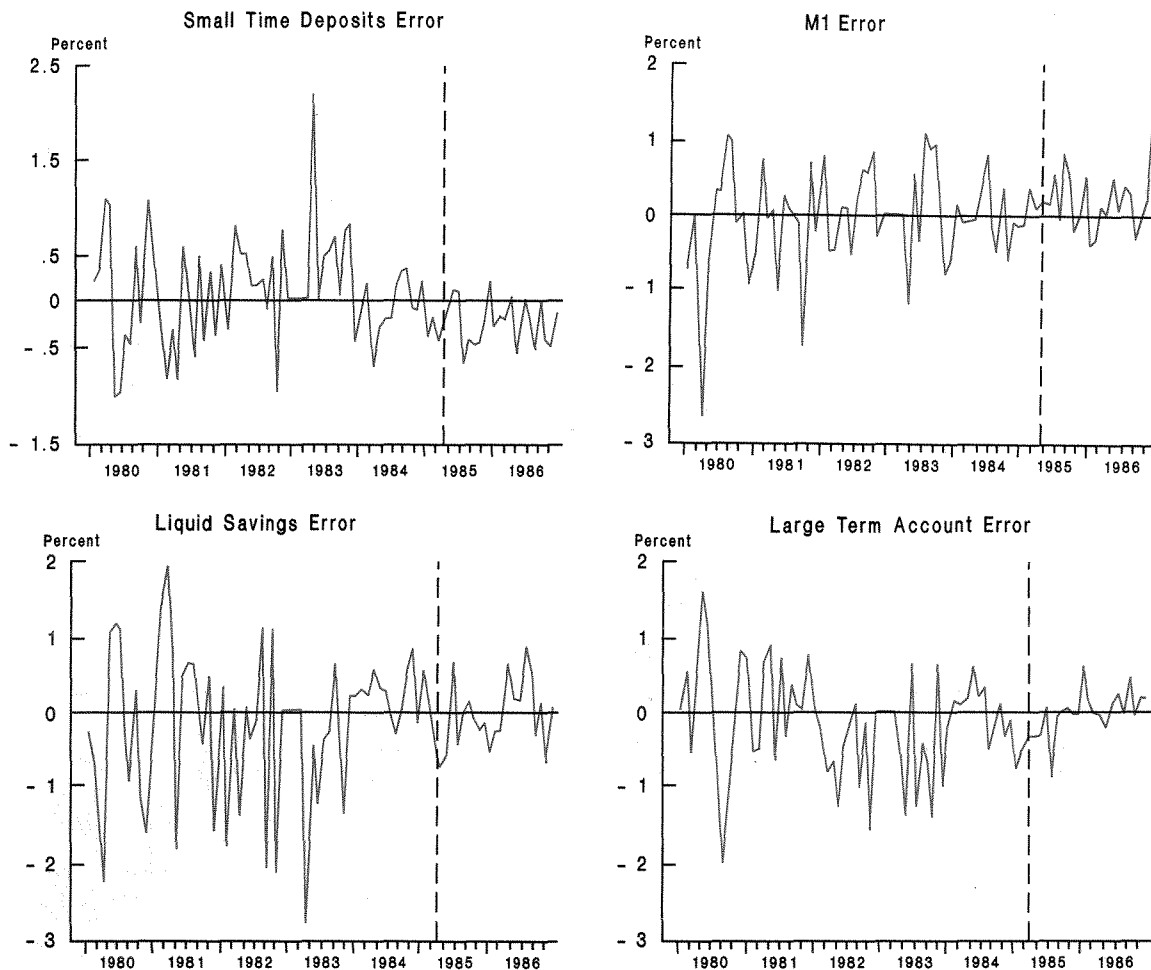 Small Time Deposits Error
Percent
2.5
1.5
.5
0
- .5
- 1.5
1980 1981 1982 1983 1984 1985 1986
M1 Error
Percent
2
1
0
- 1
- 2
- 3
1980 1981 1982 1983 1984 1985 1986
Liquid Savings Error
Percent
2
1
0
- 1
- 2
- 3
1980 1981 1982 1983 1984 1985 1986
Large Term Account Error
Percent
2
1
0
- 1
- 2
- 3
1980 1981 1982 1983 1984 1985 1986